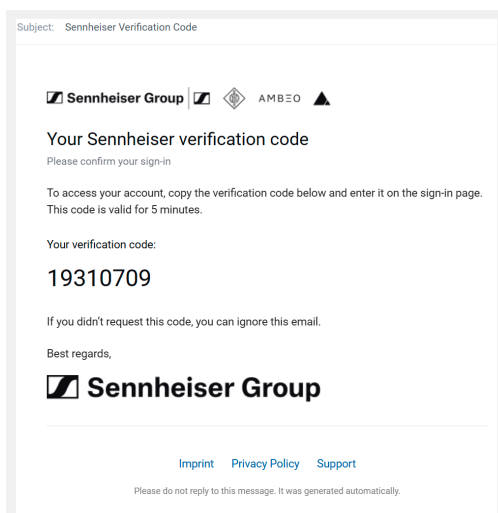 Subject: Sennheiser Verification Code
Sennheiser Group AMBEO
Your Sennheiser verification code
Please confirm your sign-in
To access your account, copy the verification code below and enter it on the sign-in page.
This code is valid for 5 minutes.
Your verification code:
19310709
If you didn't request this code, you can ignore this email.
Best regards,
Sennheiser Group
Imprint Privacy Policy Support
Please do not reply to this message. It was generated automatically.